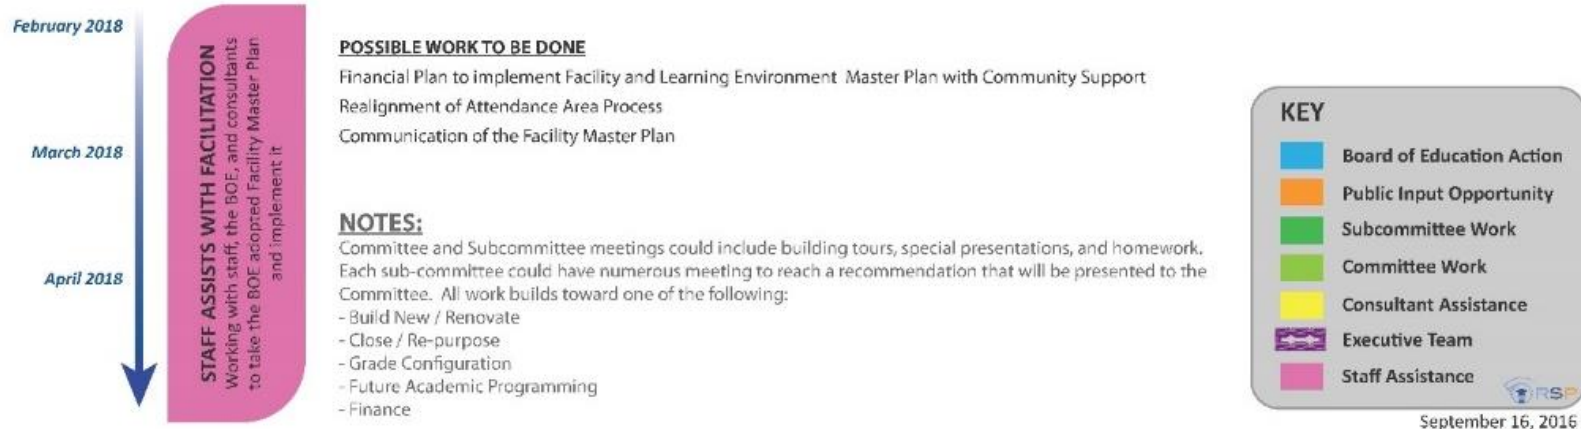 February 2018
March 2018
April 2018
STAFF ASSISTS WITH FACILITATION
Working with staff, the BOE, and consultants
to take the BOE adopted Facility Master Plan
and implement it
POSSIBLE WORK TO BE DONE
Financial Plan to implement Facility and Learning Environment Master Plan with Community Support
Realignment of Attendance Area Process
Communication of the Facility Master Plan
NOTES:
Committee and Subcommittee meetings could include building tours, special presentations, and homework.
Each sub-committee could have numerous meeting to reach a recommendation that will be presented to the
Committee. All work builds toward one of the following:
- Build New / Renovate
- Close / Re-purpose
- Grade Configuration
- Future Academic Programming
- Finance
KEY
Board of Education Action
Public Input Opportunity
Subcommittee Work
Committee Work
Consultant Assistance
Executive Team
Staff Assistance
RSP
September 16, 2016